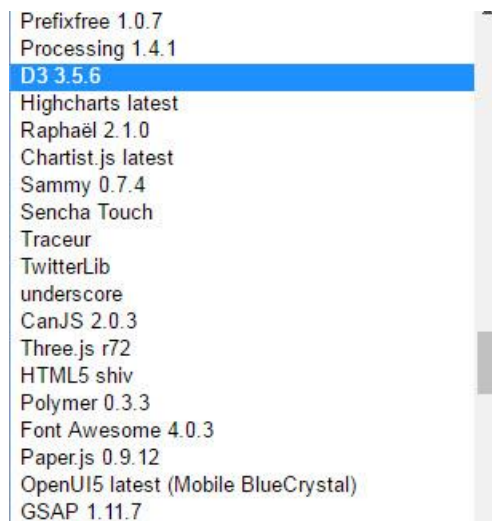 Prefixfree 1.0.7
Processing 1.4.1
D3 3.5.6
Highcharts latest
Raphaël 2.1.0
Chartist.js latest
Sammy 0.7.4
Sencha Touch
Traceur
TwitterLib
underscore
CanJS 2.0.3
Three.js r72
HTML5 shiv
Polymer 0.3.3
Font Awesome 4.0.3
Paper.js 0.9.12
OpenUI5 latest (Mobile BlueCrystal)
GSAP 1.11.7